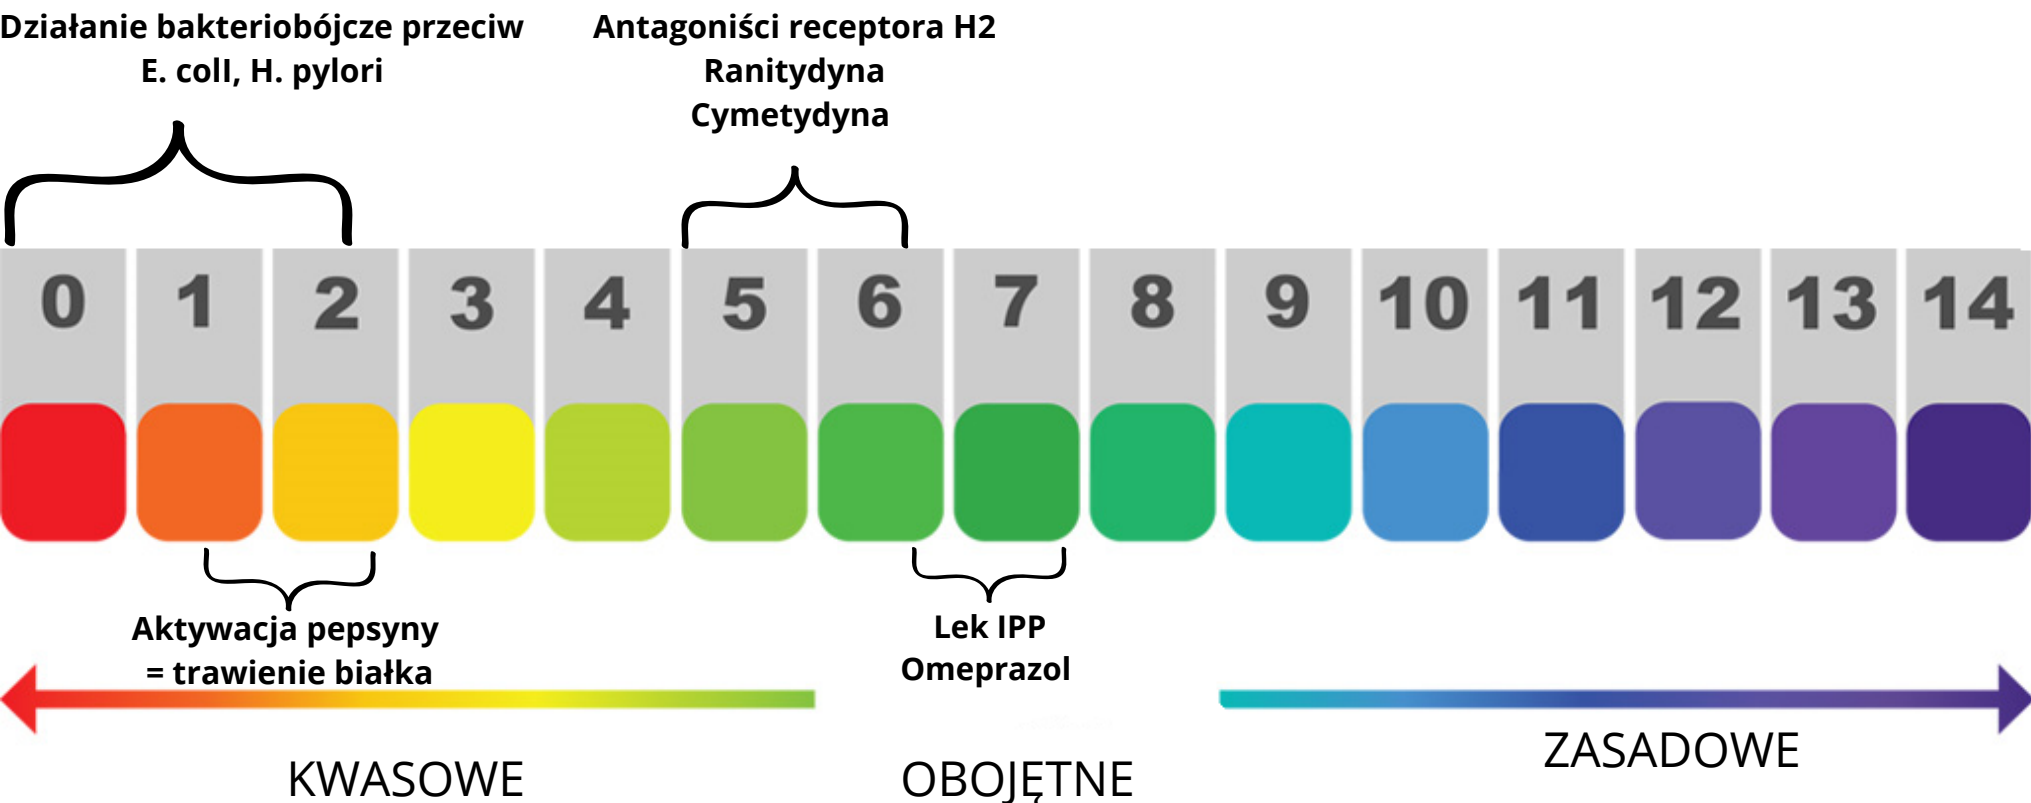 Działanie bakteriobójcze przeciw
E. colI, H. pylori
Antagoniści receptora H2
Ranitydyna
Cymetydyna
0 1 2 3 4 5 6 7 8 9 10 11 12 13 14
Aktywacja pepsyny
= trawienie białka
Lek IPP
Omeprazol
KWASOWE
OBOJĘTNE
ZASADOWE